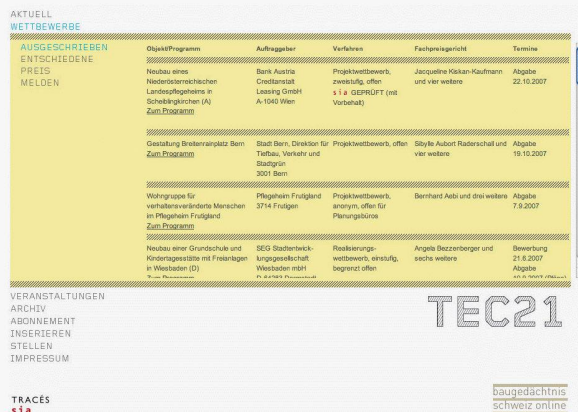 AKTUELL
WETTBEWERBE
AUSGESCHRIEBEN
ENTSCHIEDENE
PREIS
MELDEN
Objekt/Programm Auftraggeber Verfahren Fachpreisgericht Termine
Neubau eines Bank Austria Projektwettbewerb, Jacqueline Kiskan-Kaufmann Abgabe
Niederösterreichischen Creditanstalt zweistufig, offen und vier weitere 22.10.2007
Landespflegeheims in Leasing GmbH sia GEPRÜFT (mit
Scheiblingkirchen (A) A-1040 Wien Vorbehalt)
Zum Programm
Gestaltung Breitenrainplatz Bern Stadt Bern, Direktion für Projektwettbewerb, offen Sibylle Aubort Raderschall und Abgabe
Zum Programm Tiefbau, Verkehr und vier weitere 19.10.2007
Stadtgrün
3001 Bern
Wohngruppe für Pflegeheim Frutigland Projektwettbewerb, Bernhard Aebi und drei weitere Abgabe
verhaltensveränderte Menschen 3714 Frutigen anonym, offen für 7.9.2007
im Pflegeheim Frutigland Planungsbüros
Zum Programm
Neubau einer Grundschule und SEG Stadtentwick- Realisierungs- Angela Bezzenberger und Bewerbung
Kindertagesstätte mit Freianlagen lungsgesellschaft wettbewerb, einstufig, sechs weitere 21.8.2007
in Wiesbaden (D) Wiesbaden mbH begrenzt offen Abgabe
Zum Programm
VERANSTALTUNGEN
ARCHIV
ABONNEMENT
INSERIEREN
STELLEN
IMPRESSUM
TEC21
TRACÉS
sia
baugedächtnis
schweiz online